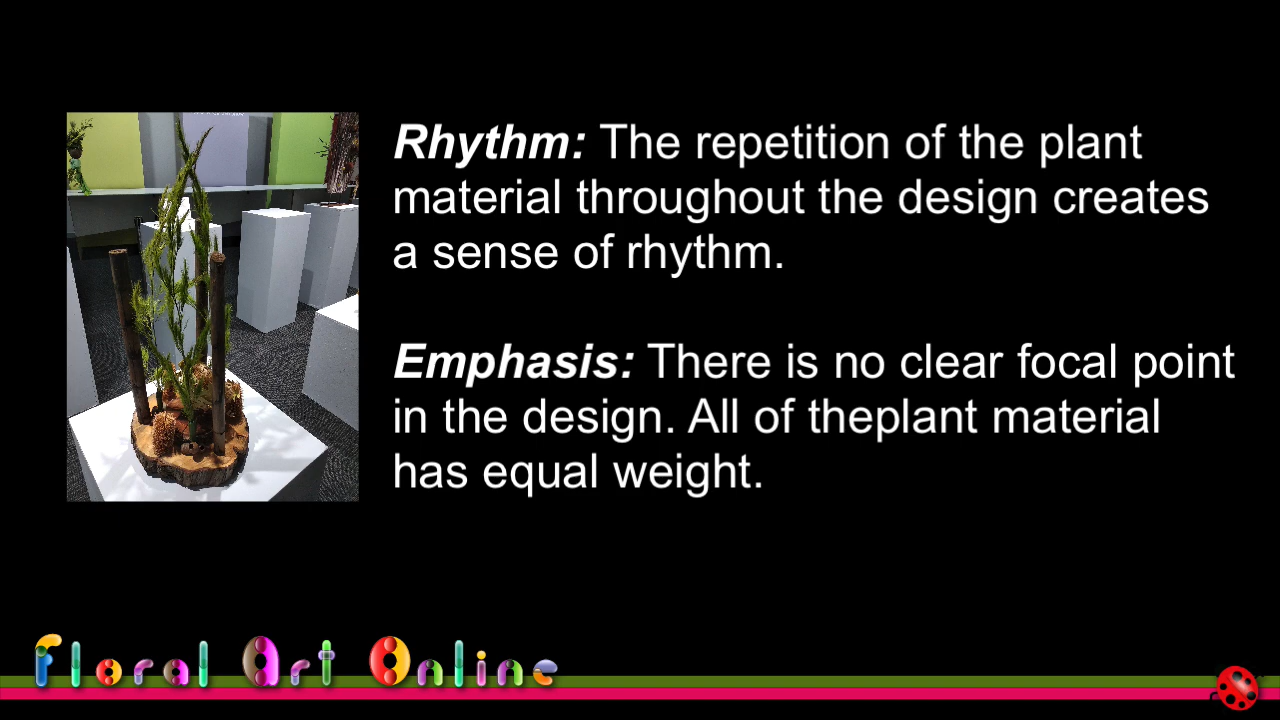 Rhythm: The repetition of the plant
material throughout the design creates
a sense of rhythm.
Emphasis: There is no clear focal point
in the design. All of theplant material
has equal weight.
Floral Art Online